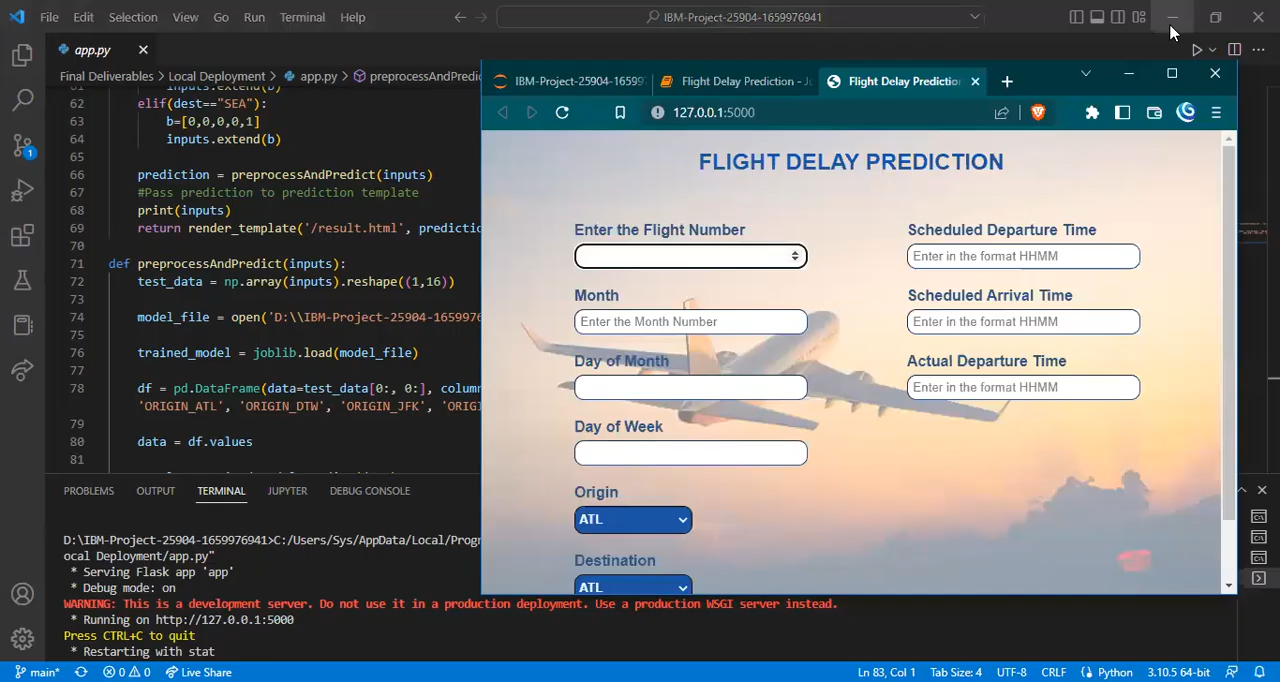 File Edit Selection View Go Run Terminal Help
IBM-Project-25904-1659976941
app.py
Final Deliverables > Local Deployment > app.py > preprocessAndPredic
inputs.extend(b)
62 elif(dest=="SEA"):
63 b=[0,0,0,0,1]
64 inputs.extend(b)
65
66 prediction = preprocessAndPredict(inputs)
67 #Pass prediction to prediction template
68 print(inputs)
69 return render_template('/result.html', predictio
70
71 def preprocessAndPredict(inputs):
72 test_data = np.array(inputs).reshape((1,16))
73
74 model_file = open('D:\\IBM-Project-25904-1659976
75
76 trained_model = joblib.load(model_file)
77
78 df = pd.DataFrame(data=test_data[0:, 0:], column
'ORIGIN_ATL', 'ORIGIN_DTW', 'ORIGIN_JFK', 'ORIG
79
80 data = df.values
81
IBM-Project-25904-16599
Flight Delay Prediction - Ju
Flight Delay Prediction
127.0.0.1:5000
FLIGHT DELAY PREDICTION
Enter the Flight Number
Month
Enter the Month Number
Day of Month
Day of Week
Origin
ATL
Destination
ATL
Scheduled Departure Time
Enter in the format HHMM
Scheduled Arrival Time
Enter in the format HHMM
Actual Departure Time
Enter in the format HHMM
PROBLEMS OUTPUT TERMINAL JUPYTER DEBUG CONSOLE
D:\IBM-Project-25904-1659976941>C:/Users/Sys/AppData/Local/Prog
ocal Deployment/app.py"
* Serving Flask app 'app'
* Debug mode: on
WARNING: This is a development server. Do not use it in a production deployment. Use a production WSGI server instead.
* Running on http://127.0.0.1:5000
Press CTRL+C to quit
* Restarting with stat
main* 0 0 Live Share Ln 83, Col 1 Tab Size: 4 UTF-8 CRLF Python 3.10.5 64-bit